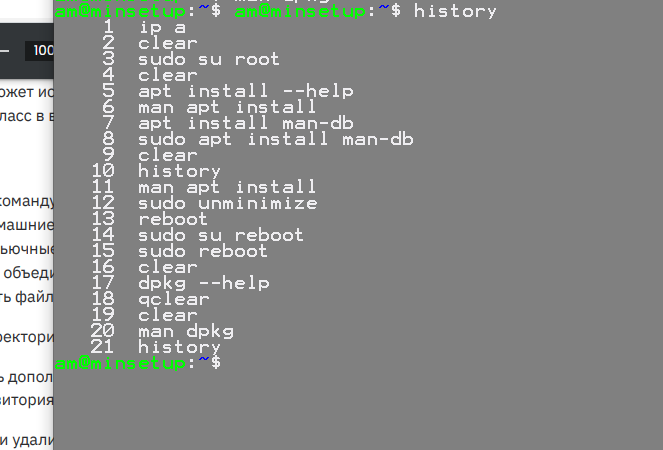 am@minsetup:~$ am@minsetup:~$ history
1 ip a
2 clear
3 sudo su root
4 clear
5 apt install --help
6 man apt install
7 apt install man-db
8 sudo apt install man-db
9 clear
10 history
11 man apt install
12 sudo unminimize
13 reboot
14 sudo su reboot
15 sudo reboot
16 clear
17 dpkg --help
18 qclear
19 clear
20 man dpkg
21 history
am@minsetup:~$
100
ожет ис
ласс в в
команду
машние
ьючные
объеди
ть файл
ректори
ь допол
зитория
и удали